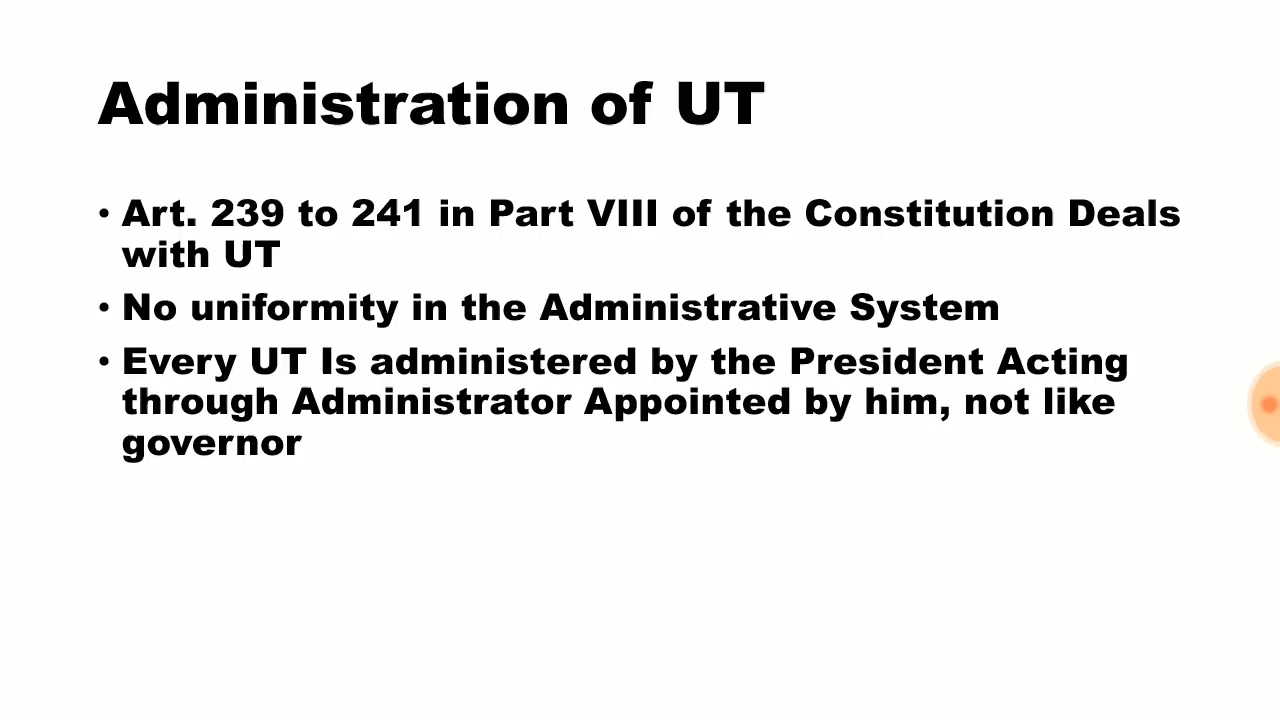 Administration of UT
• Art. 239 to 241 in Part VIII of the Constitution Deals
with UT
• No uniformity in the Administrative System
• Every UT Is administered by the President Acting
through Administrator Appointed by him, not like
governor